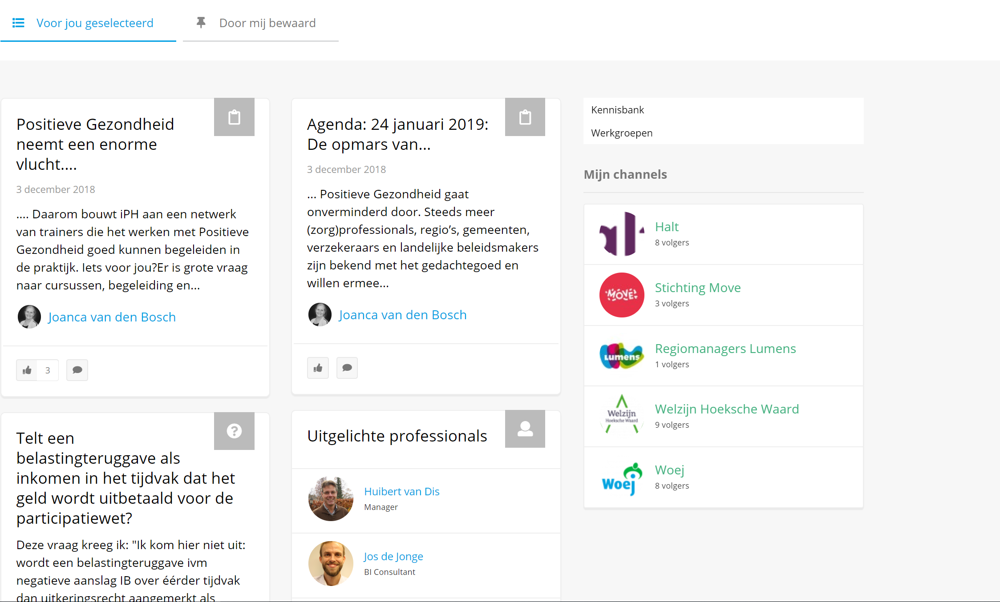 Voor jou geselecteerd
Door mij bewaard
Positieve Gezondheid
neemt een enorme
vlucht....
3 december 2018
.... Daarom bouwt iPH aan een netwerk
van trainers die het werken met Positieve
Gezondheid goed kunnen begeleiden in
de praktijk. Iets voor jou?Er is grote vraag
naar cursussen, begeleiding en...
Joanca van den Bosch
3
Telt een
belastingteruggave als
inkomen in het tijdvak dat het
geld wordt uitbetaald voor de
participatiewet?
Deze vraag kreeg ik: "Ik kom hier niet uit:
wordt een belastingteruggave ivm
negatieve aanslag IB over éérder tijdvak
dan uitkeringsrecht aangemerkt als
Agenda: 24 januari 2019:
De opmars van...
3 december 2018
... Positieve Gezondheid gaat
onverminderd door. Steeds meer
(zorg)professionals, regio’s, gemeenten,
verzekeraars en landelijke beleidsmakers
zijn bekend met het gedachtegoed en
willen ermee...
Joanca van den Bosch
Uitgelichte professionals
Huibert van Dis
Manager
Jos de Jonge
BI Consultant
Kennisbank
Werkgroepen
Mijn channels
Halt
8 volgers
MOVE
Stichting Move
3 volgers
Lumens
Regiomanagers Lumens
1 volgers
Welzijn
Hoeksche Waard
Welzijn Hoeksche Waard
9 volgers
Woej
Woej
8 volgers